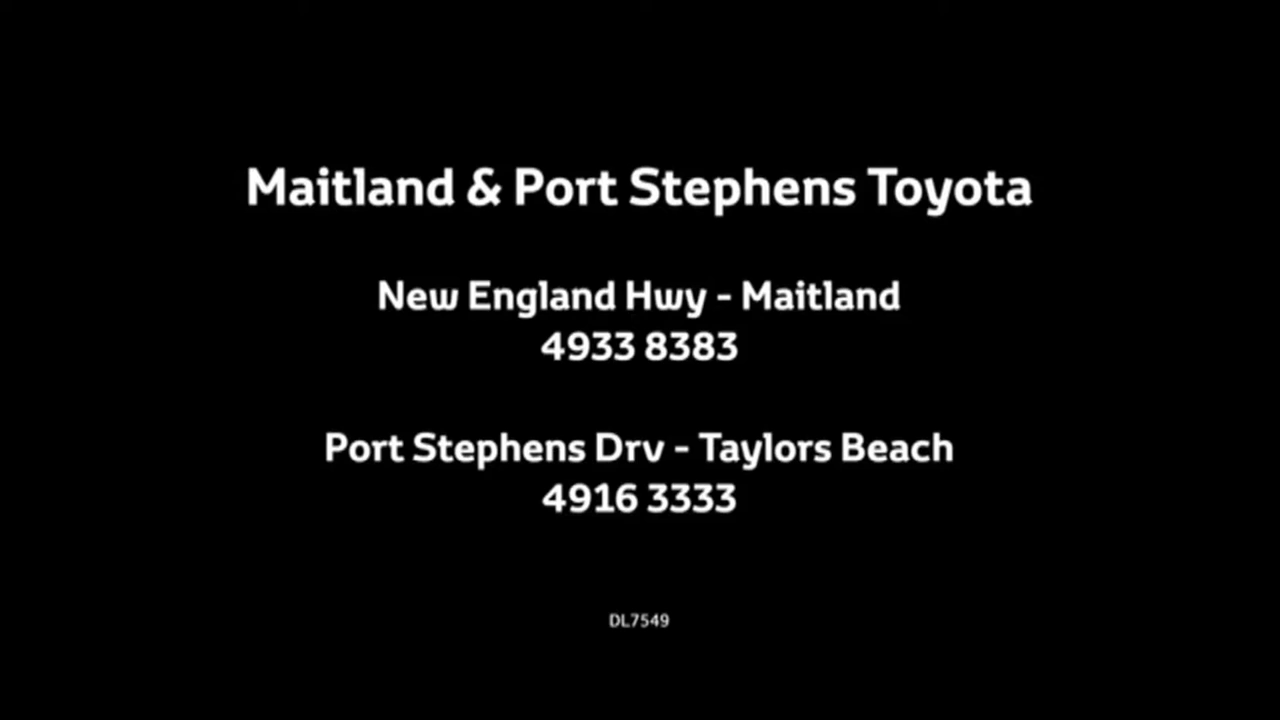 Maitland & Port Stephens Toyota
New England Hwy - Maitland
4933 8383
Port Stephens Drv - Taylors Beach
4916 3333
DL7549